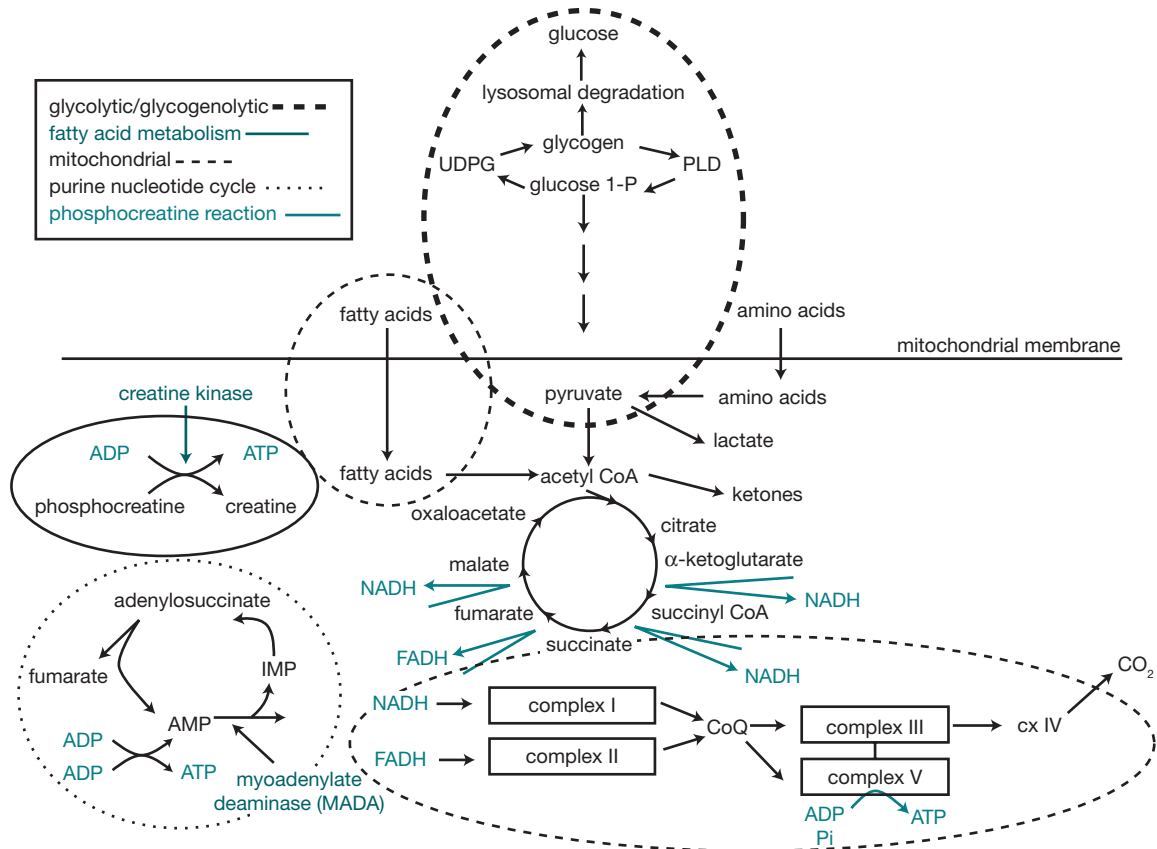 glucose
lysosomal degradation
glycogen
UDPG
PLD
glucose 1-P
glycolytic/glycogenolytic
fatty acid metabolism
mitochondrial
purine nucleotide cycle
phosphocreatine reaction
fatty acids
amino acids
mitochondrial membrane
creatine kinase
pyruvate
amino acids
lactate
ADP
ATP
phosphocreatine
creatine
fatty acids
acetyl CoA
ketones
oxaloacetate
citrate
malate
α-ketoglutarate
NADH
NADH
fumarate
succinyl CoA
succinate
FADH
NADH
adenylosuccinate
fumarate
IMP
AMP
ADP
ADP
ATP
myoadenylate
deaminase (MADA)
NADH
complex I
FADH
complex II
CoQ
complex III
cx IV
CO₂
complex V
ADP
ATP
Pi